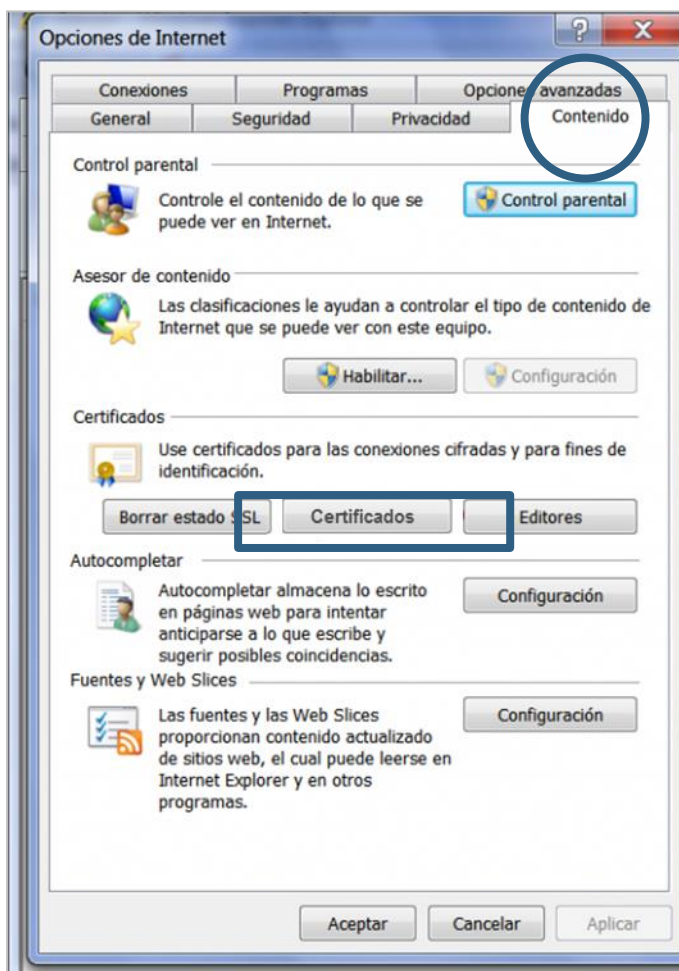 Opciones de Internet
Conexiones Programas Opciones avanzadas
General Seguridad Privacidad Contenido
Control parental
Controle el contenido de lo que se
puede ver en Internet.
Control parental
Asesor de contenido
Las clasificaciones le ayudan a controlar el tipo de contenido de
Internet que se puede ver con este equipo.
Habilitar... Configuración
Certificados
Use certificados para las conexiones cifradas y para fines de
identificación.
Borrar estado SSL Certificados Editores
Autocompletar
Autocompletar almacena lo escrito
en páginas web para intentar
anticiparse a lo que escribe y
sugerir posibles coincidencias.
Configuración
Fuentes y Web Slices
Las fuentes y las Web Slices
proporcionan contenido actualizado
de sitios web, el cual puede leerse en
Internet Explorer y en otros
programas.
Configuración
Aceptar Cancelar Aplicar